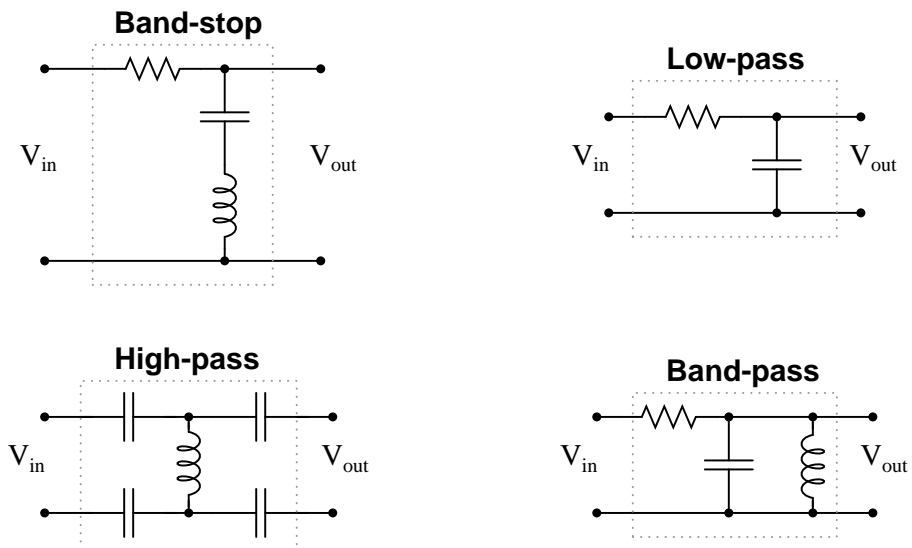 Band-stop
V_in
V_out
Low-pass
V_in
V_out
High-pass
V_in
V_out
Band-pass
V_in
V_out